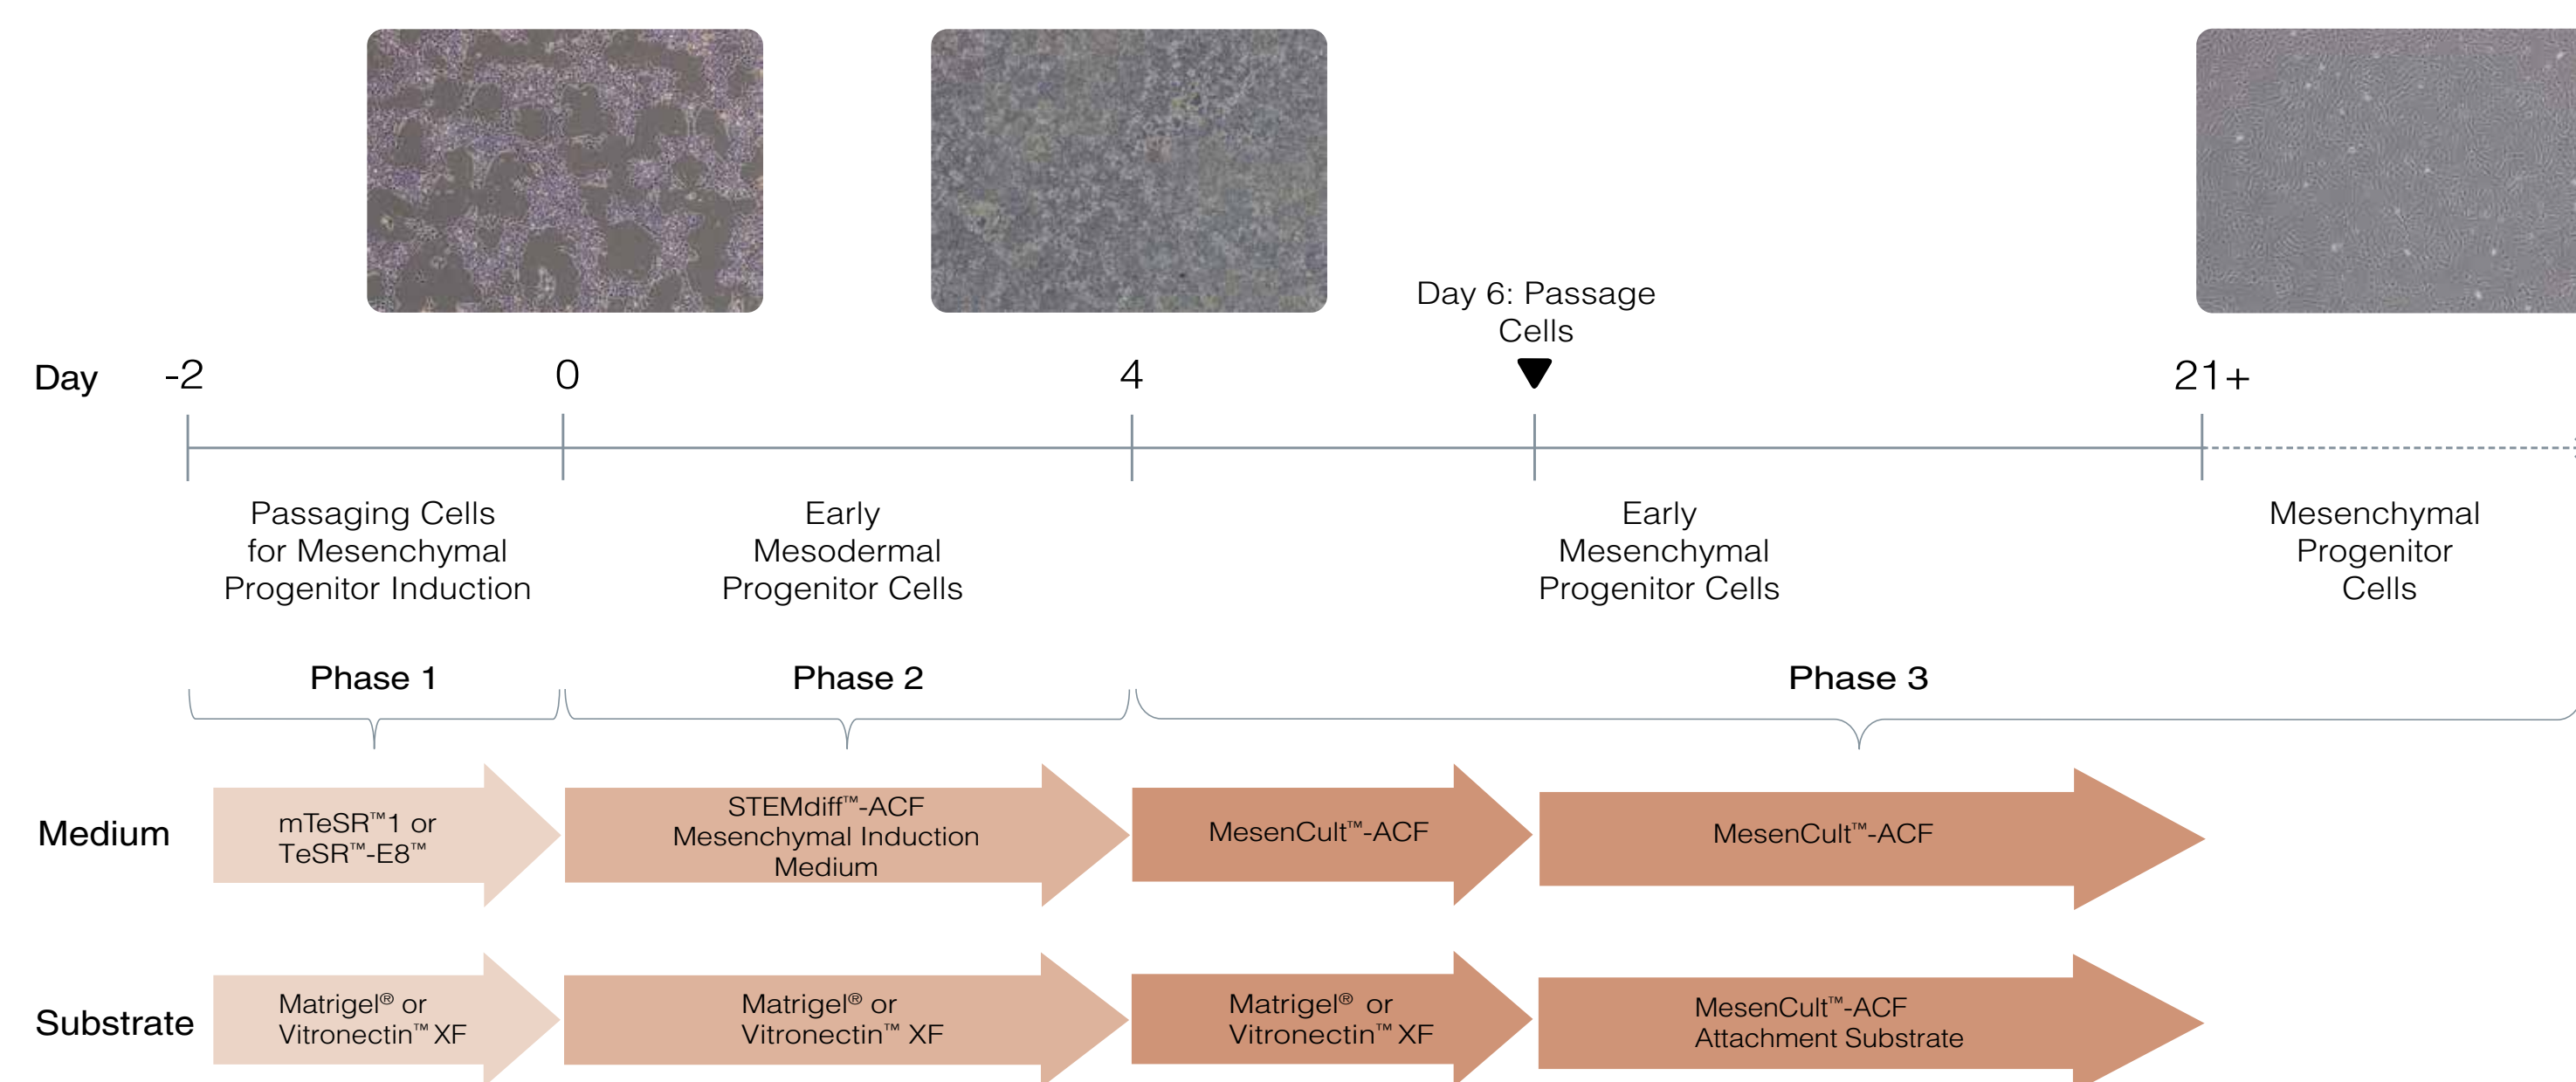 Day 6: Passage
Cells
Day
-2
0
4
21+
Passaging Cells
for Mesenchymal
Progenitor Induction
Early
Mesodermal
Progenitor Cells
Early
Mesenchymal
Progenitor Cells
Mesenchymal
Progenitor
Cells
Phase 1
Phase 2
Phase 3
Medium
mTeSR™1 or
TeSR™-E8™
STEMdiff™-ACF
Mesenchymal Induction
Medium
MesenCult™-ACF
MesenCult™-ACF
Substrate
Matrigel® or
Vitronectin™ XF
Matrigel® or
Vitronectin™ XF
Matrigel® or
Vitronectin™ XF
MesenCult™-ACF
Attachment Substrate